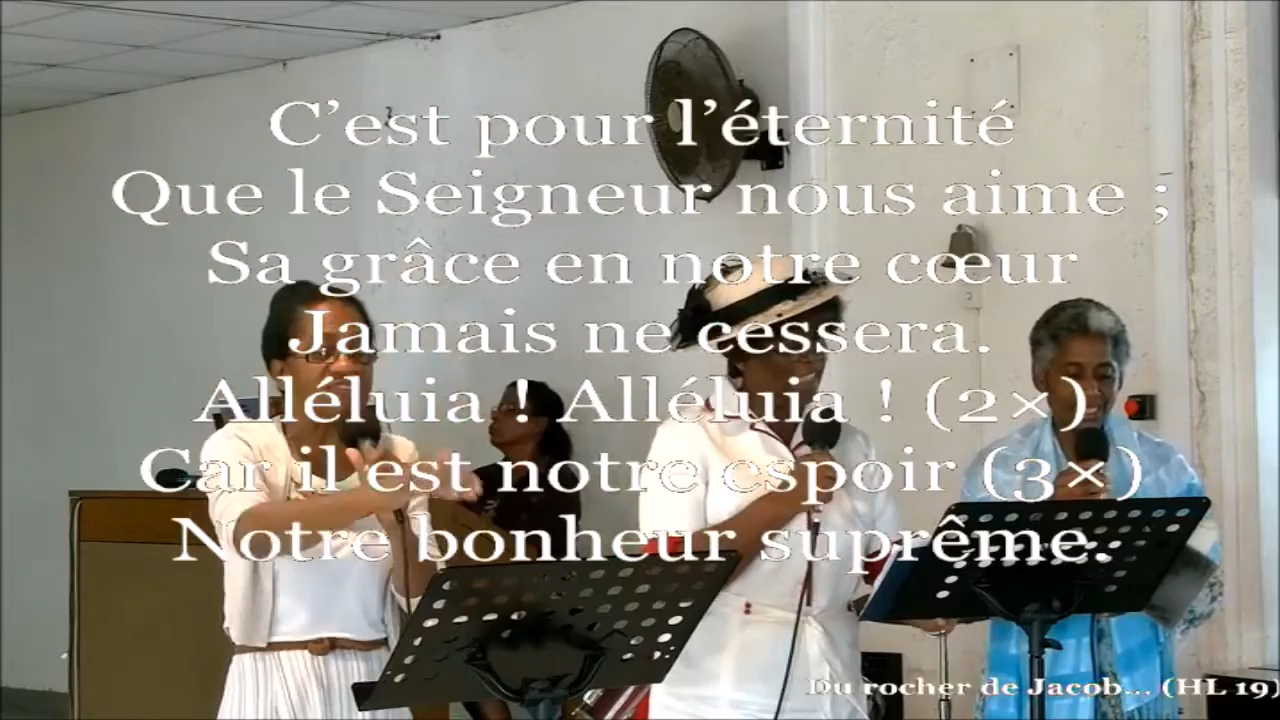 C’est pour l’éternité
Que le Seigneur nous aime ;
Sa grâce en notre cœur
Jamais ne cessera.
Alléluia ! Alléluia ! (2×)
Car il est notre espoir (3×)
Notre bonheur suprême.
Du rocher de Jacob... (HL 19)